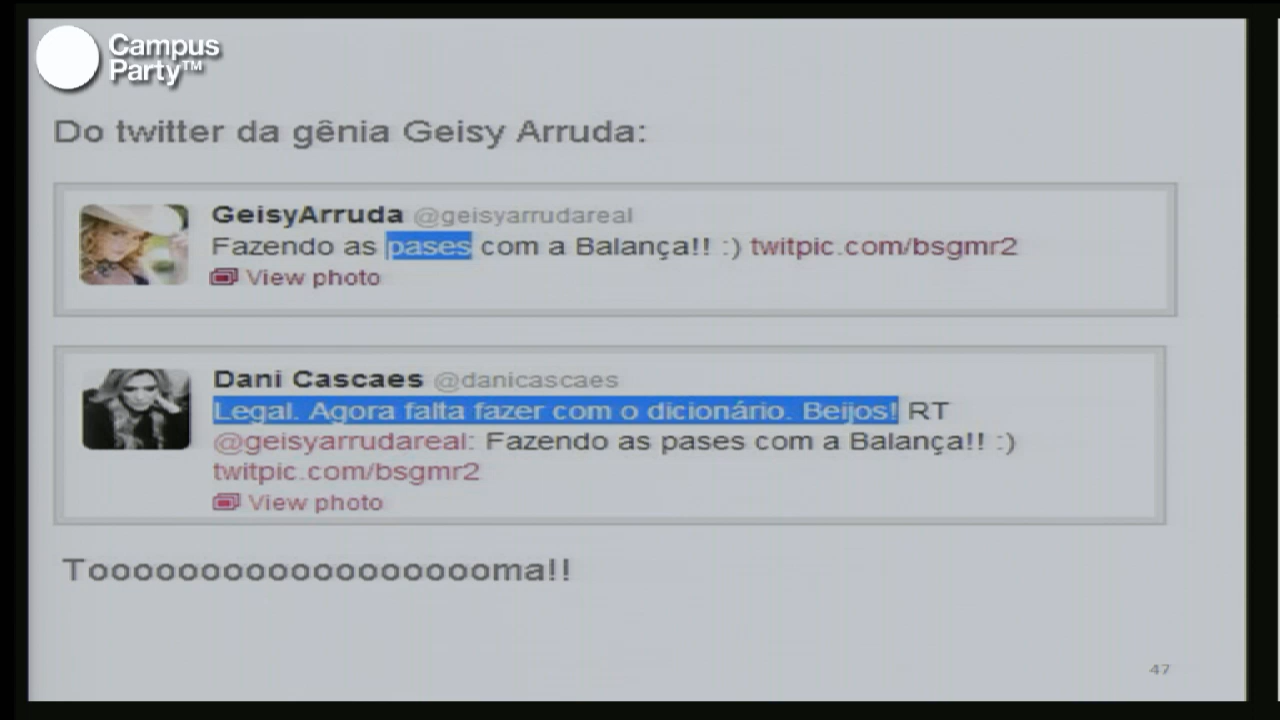 Campus
Party™
Do twitter da gênia Geisy Arruda:
GeisyArruda @geisyarrudareal
Fazendo as pases com a Balança!! :) twitpic.com/bsgmr2
View photo
Dani Cascaes @danicascaes
Legal. Agora falta fazer com o dicionário. Beijos! RT
@geisyarrudareal: Fazendo as pases com a Balança!! :)
twitpic.com/bsgmr2
View photo
Toooooooooooooooooooma!!
47